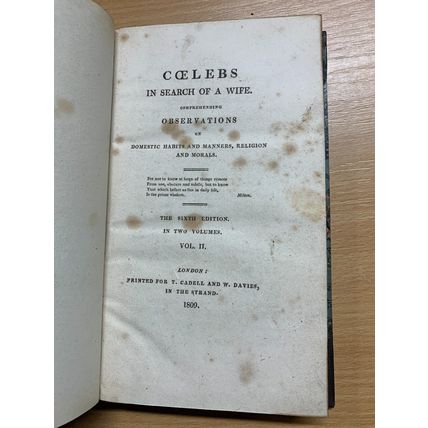 CŒLEBS
IN SEARCH OF A WIFE.
COMPREHENDING
OBSERVATIONS
ON
DOMESTIC HABITS AND MANNERS, RELIGION
AND MORALS.
For not to know at large of things remote
From use, obscure and subtle, but to know
That which before us lies in daily life,
Is the prime wisdom. Milton.
THE SIXTH EDITION.
IN TWO VOLUMES.
VOL. II.
LONDON:
PRINTED FOR T. CADELL AND W. DAVIES,
IN THE STRAND.
1809.